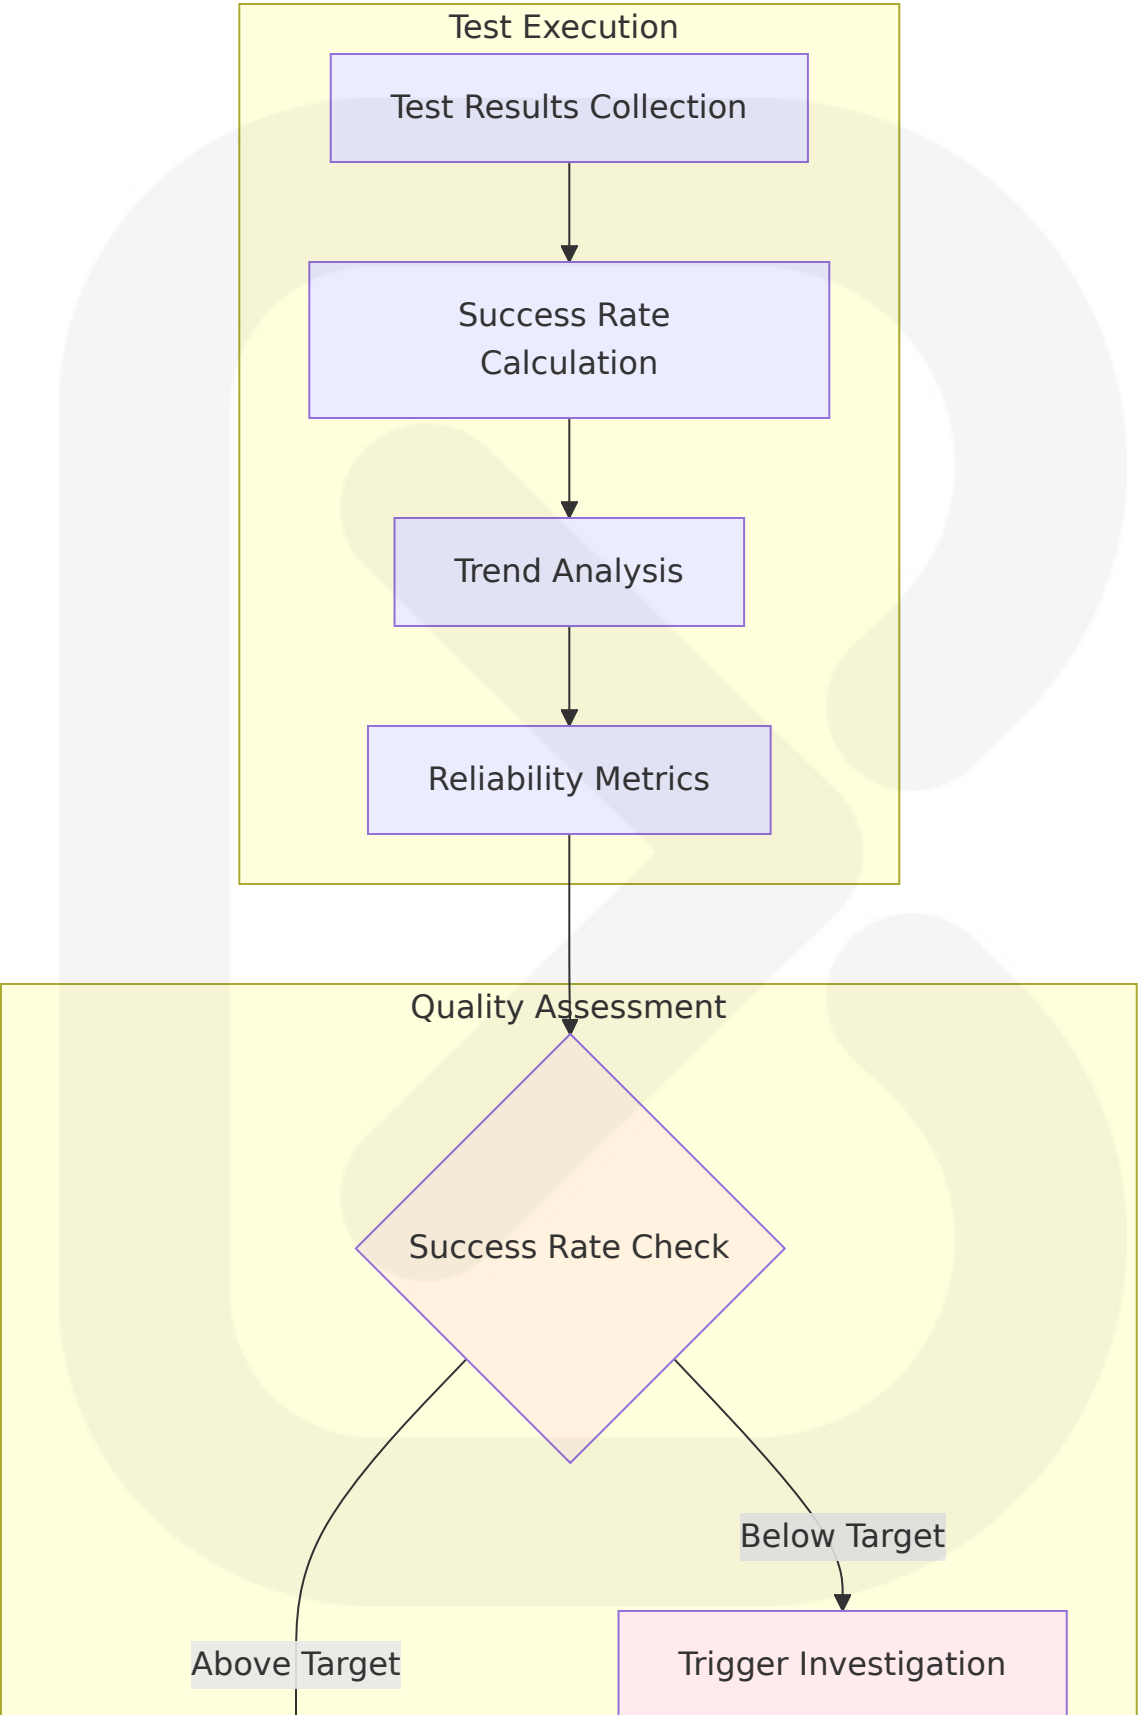 Test Execution
Test Results Collection
Success Rate
Calculation
Trend Analysis
Reliability Metrics
Quality Assessment
Success Rate Check
Below Target
Above Target
Trigger Investigation